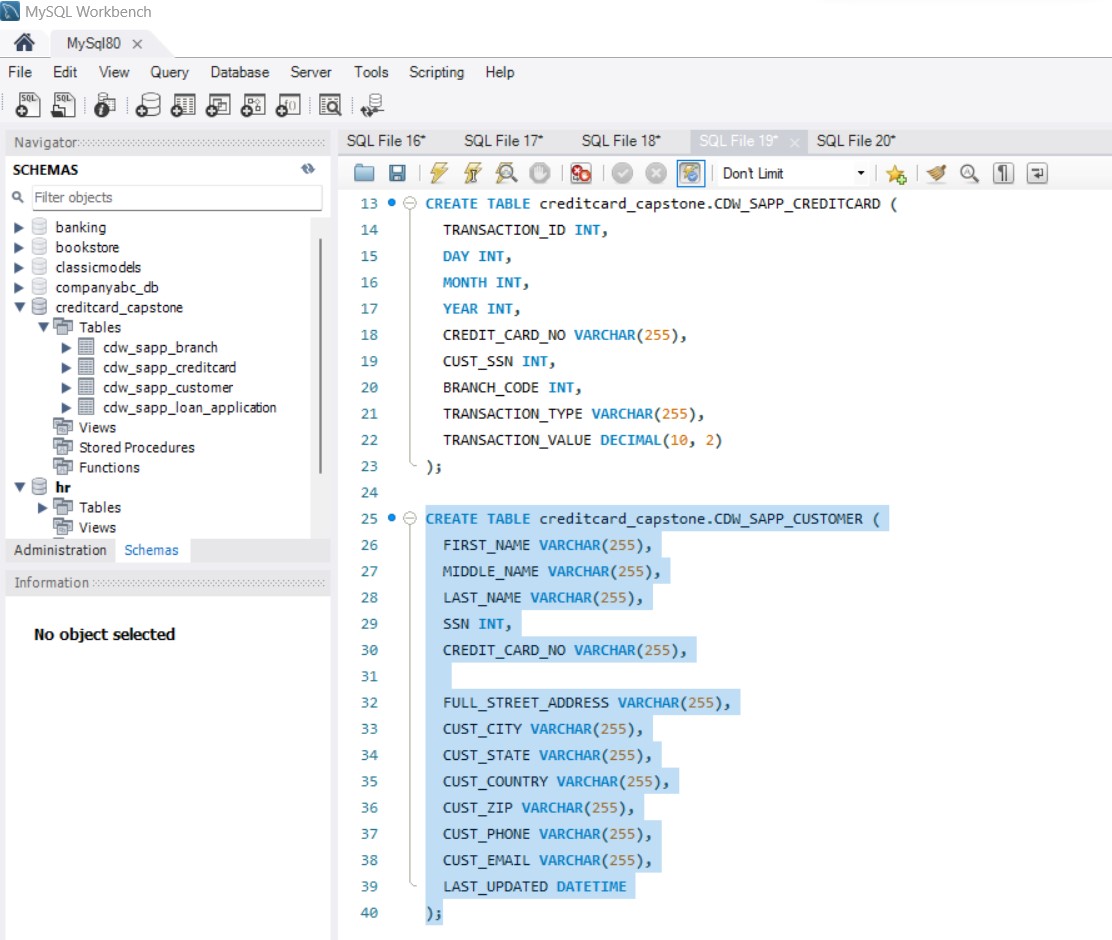 MySQL Workbench
MySql80
File Edit View Query Database Server Tools Scripting Help
SQL SQL
Navigator
SCHEMAS
Filter objects
banking
bookstore
classicmodels
companyabc_db
creditcard_capstone
Tables
cdw_sapp_branch
cdw_sapp_creditcard
cdw_sapp_customer
cdw_sapp_loan_application
Views
Stored Procedures
Functions
hr
Tables
Views
Administration Schemas
Information
No object selected
SQL File 16* SQL File 17* SQL File 18* SQL File 19* SQL File 20*
Don't Limit
13 CREATE TABLE creditcard_capstone.CDW_SAPP_CREDITCARD (
14 TRANSACTION_ID INT,
15 DAY INT,
16 MONTH INT,
17 YEAR INT,
18 CREDIT_CARD_NO VARCHAR(255),
19 CUST_SSN INT,
20 BRANCH_CODE INT,
21 TRANSACTION_TYPE VARCHAR(255),
22 TRANSACTION_VALUE DECIMAL(10, 2)
23 );
24
25 CREATE TABLE creditcard_capstone.CDW_SAPP_CUSTOMER (
26 FIRST_NAME VARCHAR(255),
27 MIDDLE_NAME VARCHAR(255),
28 LAST_NAME VARCHAR(255),
29 SSN INT,
30 CREDIT_CARD_NO VARCHAR(255),
31
32 FULL_STREET_ADDRESS VARCHAR(255),
33 CUST_CITY VARCHAR(255),
34 CUST_STATE VARCHAR(255),
35 CUST_COUNTRY VARCHAR(255),
36 CUST_ZIP VARCHAR(255),
37 CUST_PHONE VARCHAR(255),
38 CUST_EMAIL VARCHAR(255),
39 LAST_UPDATED DATETIME
40 );